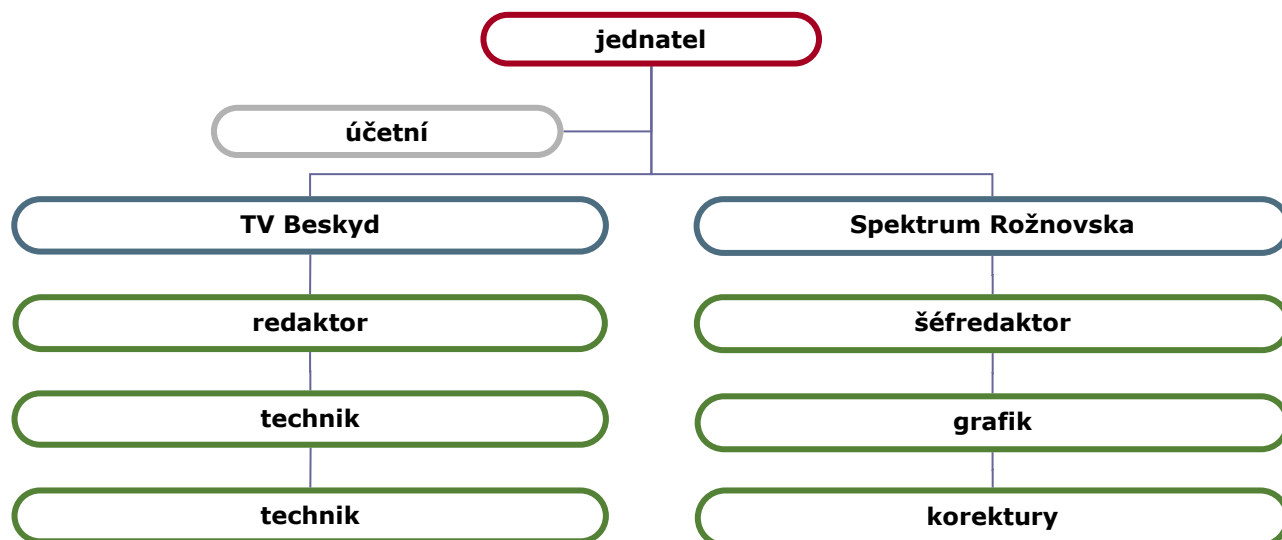 jednatel
účetní
TV Beskyd
Spektrum Rožnovska
redaktor
šéfredaktor
technik
grafik
technik
korektury